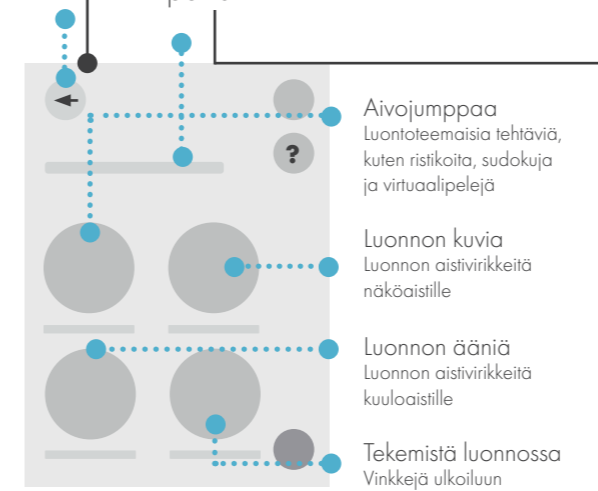 ?
Aivojumppaa
Luontoteemaisia tehtäviä,
kuten ristikoita, sudokuja
ja virtuaalipelejä
Luonnon kuvia
Luonnon aistivirikkeitä
näköaistille
Luonnon ääniä
Luonnon aistivirikkeitä
kuuloaistille
Tekemistä luonnossa
Vinkkejä ulkoiluun